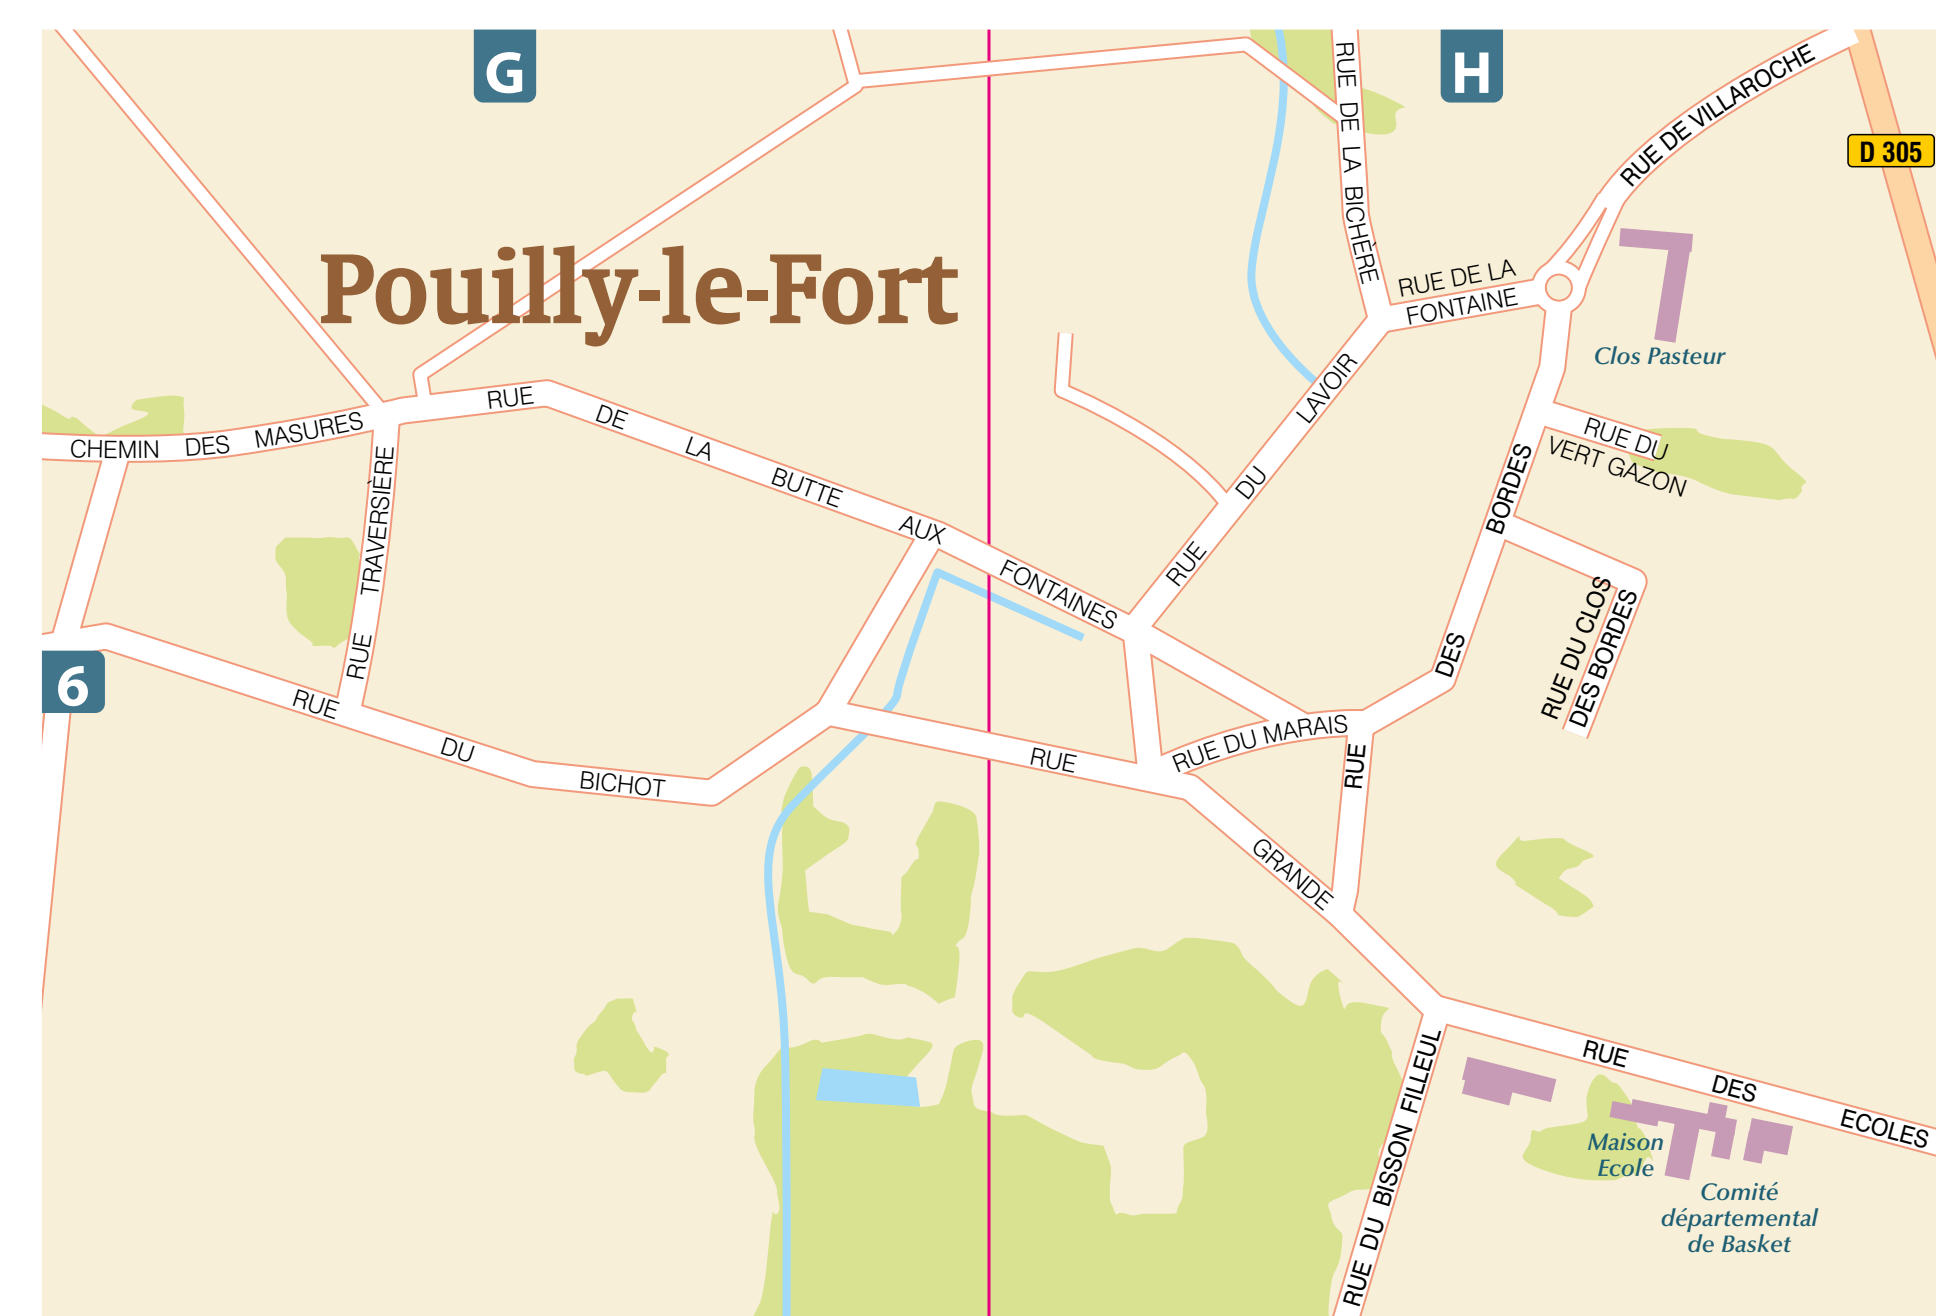 G
H
RUE DE LA BICHÈRE
RUE DE VILLAROCHE
D 305
Pouilly-le-Fort
RUE DE LA
FONTAINE
Clos Pasteur
CHEMIN DES MASURES
RUE DE LA BUTTE AUX FONTAINES
RUE TRAVERSIÈRE
RUE DU LAVOIR
RUE DU
VERT GAZON
RUE DES BORDES
RUE DU CLOS
DES BORDES
6
RUE DU BICHOT
RUE DU MARAIS
RUE GRANDE
RUE DU BISSON FILLEUL
RUE DES ECOLES
Maison
Ecole
Comité
départemental
de Basket